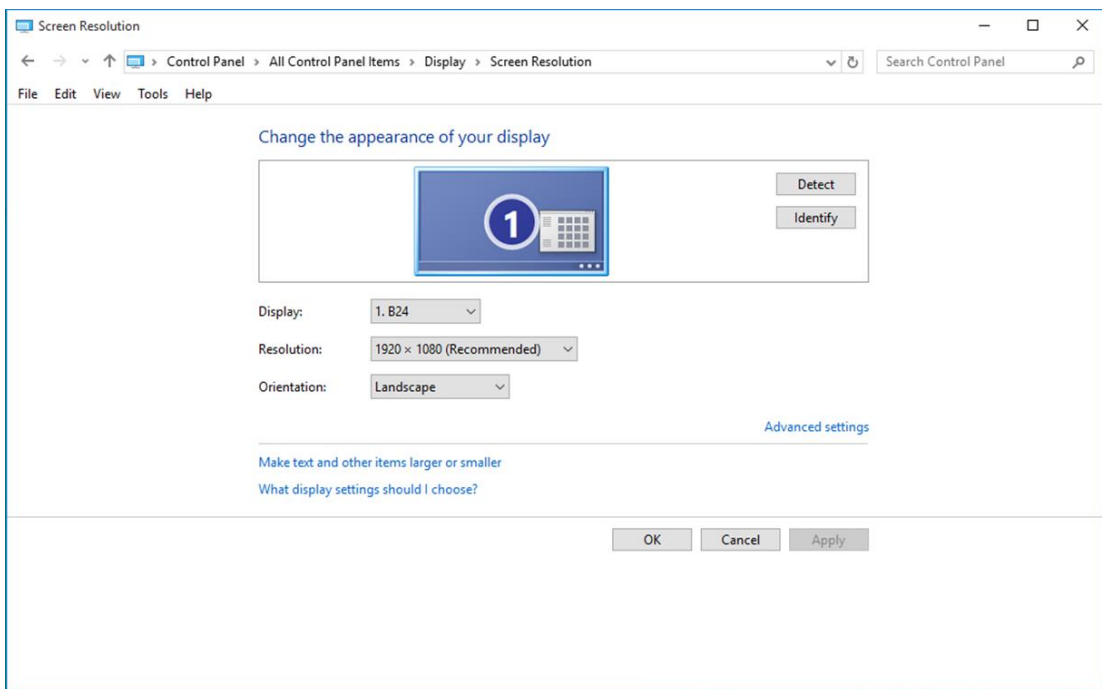 Screen Resolution
Control Panel > All Control Panel Items > Display > Screen Resolution
Search Control Panel
File Edit View Tools Help
Change the appearance of your display
1
Detect
Identify
Display: 1. B24
Resolution: 1920 × 1080 (Recommended)
Orientation: Landscape
Advanced settings
Make text and other items larger or smaller
What display settings should I choose?
OK Cancel Apply